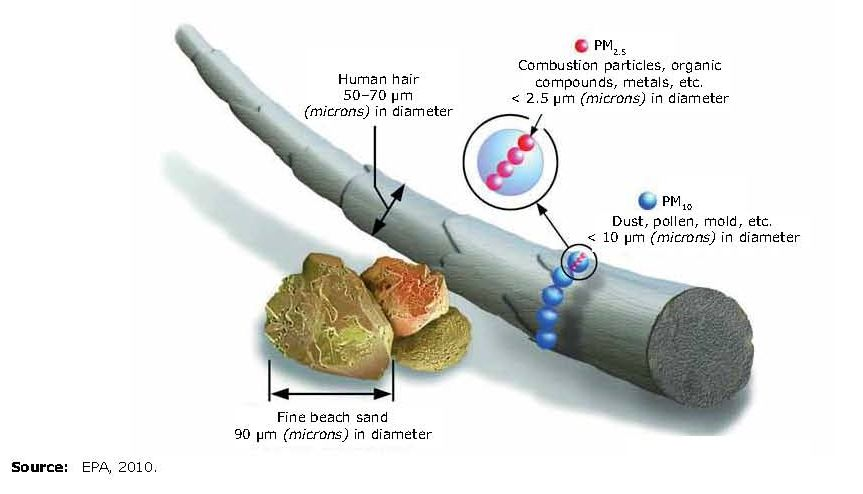 PM2.5
Combustion particles, organic
compounds, metals, etc.
< 2.5 µm (microns) in diameter
Human hair
50–70 µm
(microns) in diameter
PM10
Dust, pollen, mold, etc.
< 10 µm (microns) in diameter
Fine beach sand
90 µm (microns) in diameter
Source: EPA, 2010.